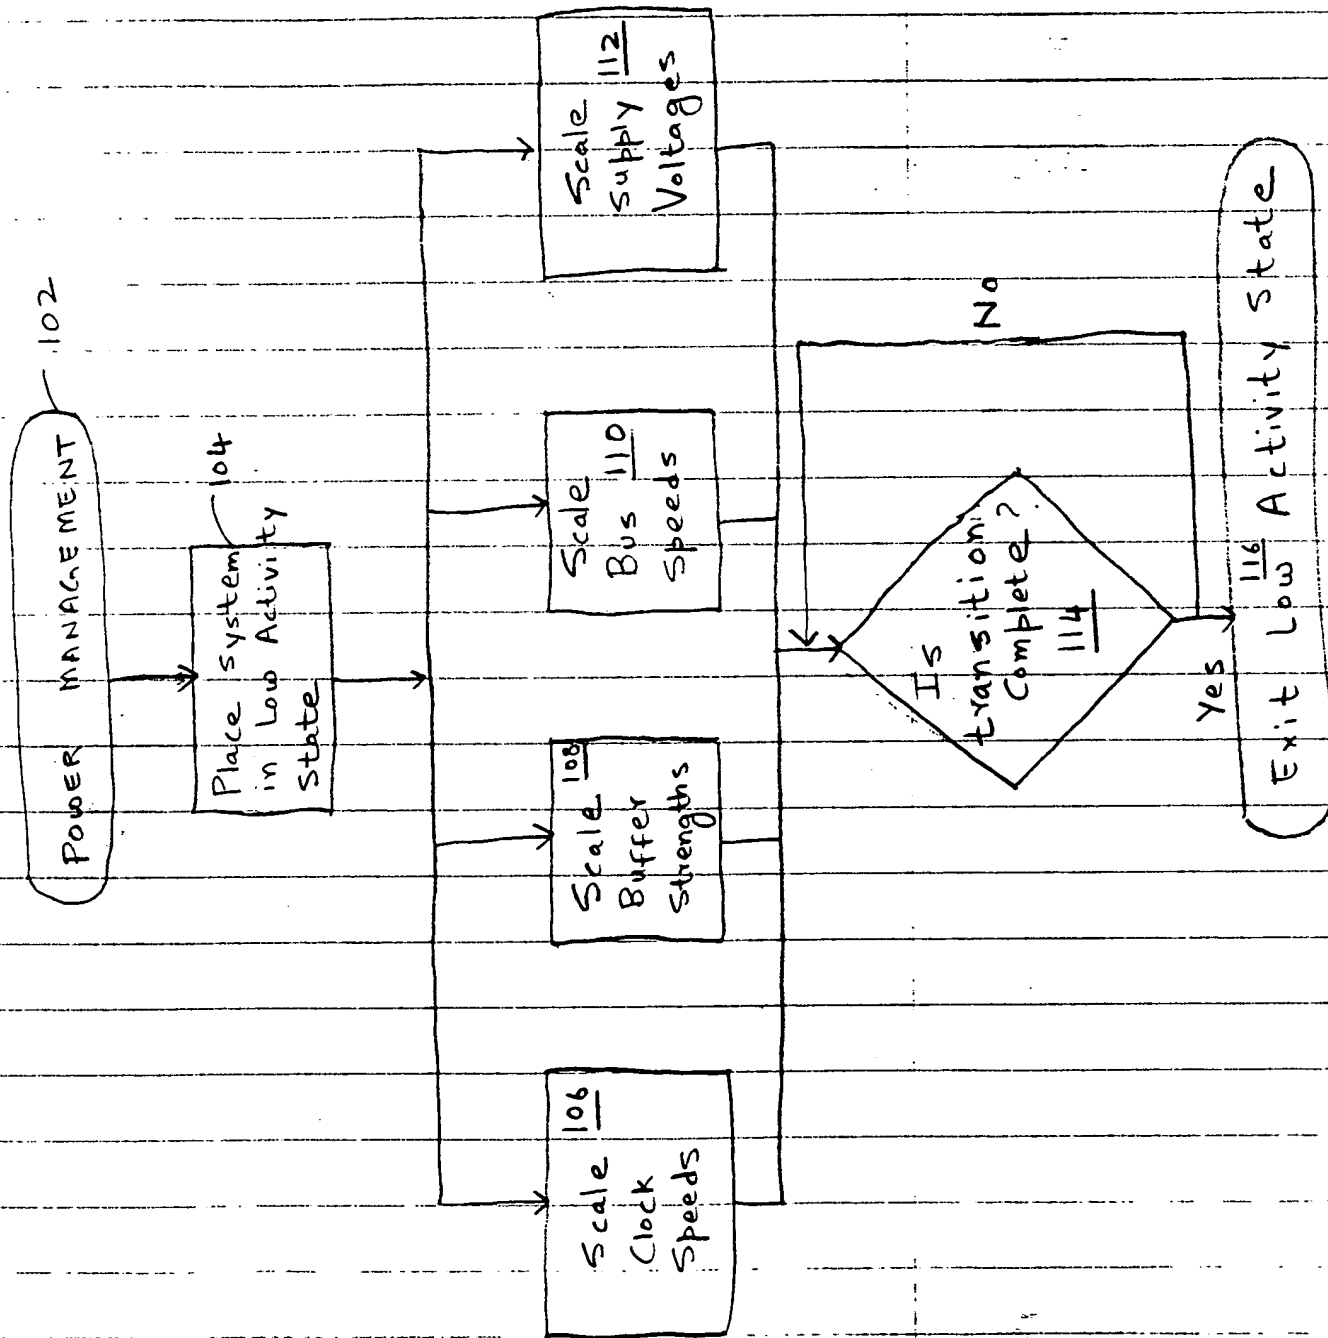 POWER MANAGEMENT
102
Place system
in Low Activity
State
104
Scale 106
Clock
Speeds
Scale 108
Buffer
Strengths
Scale
Bus 110
Speeds
Scale
Supply 112
Voltages
Is
transition
Complete?
114
No
Yes
116
Exit Low Activity State